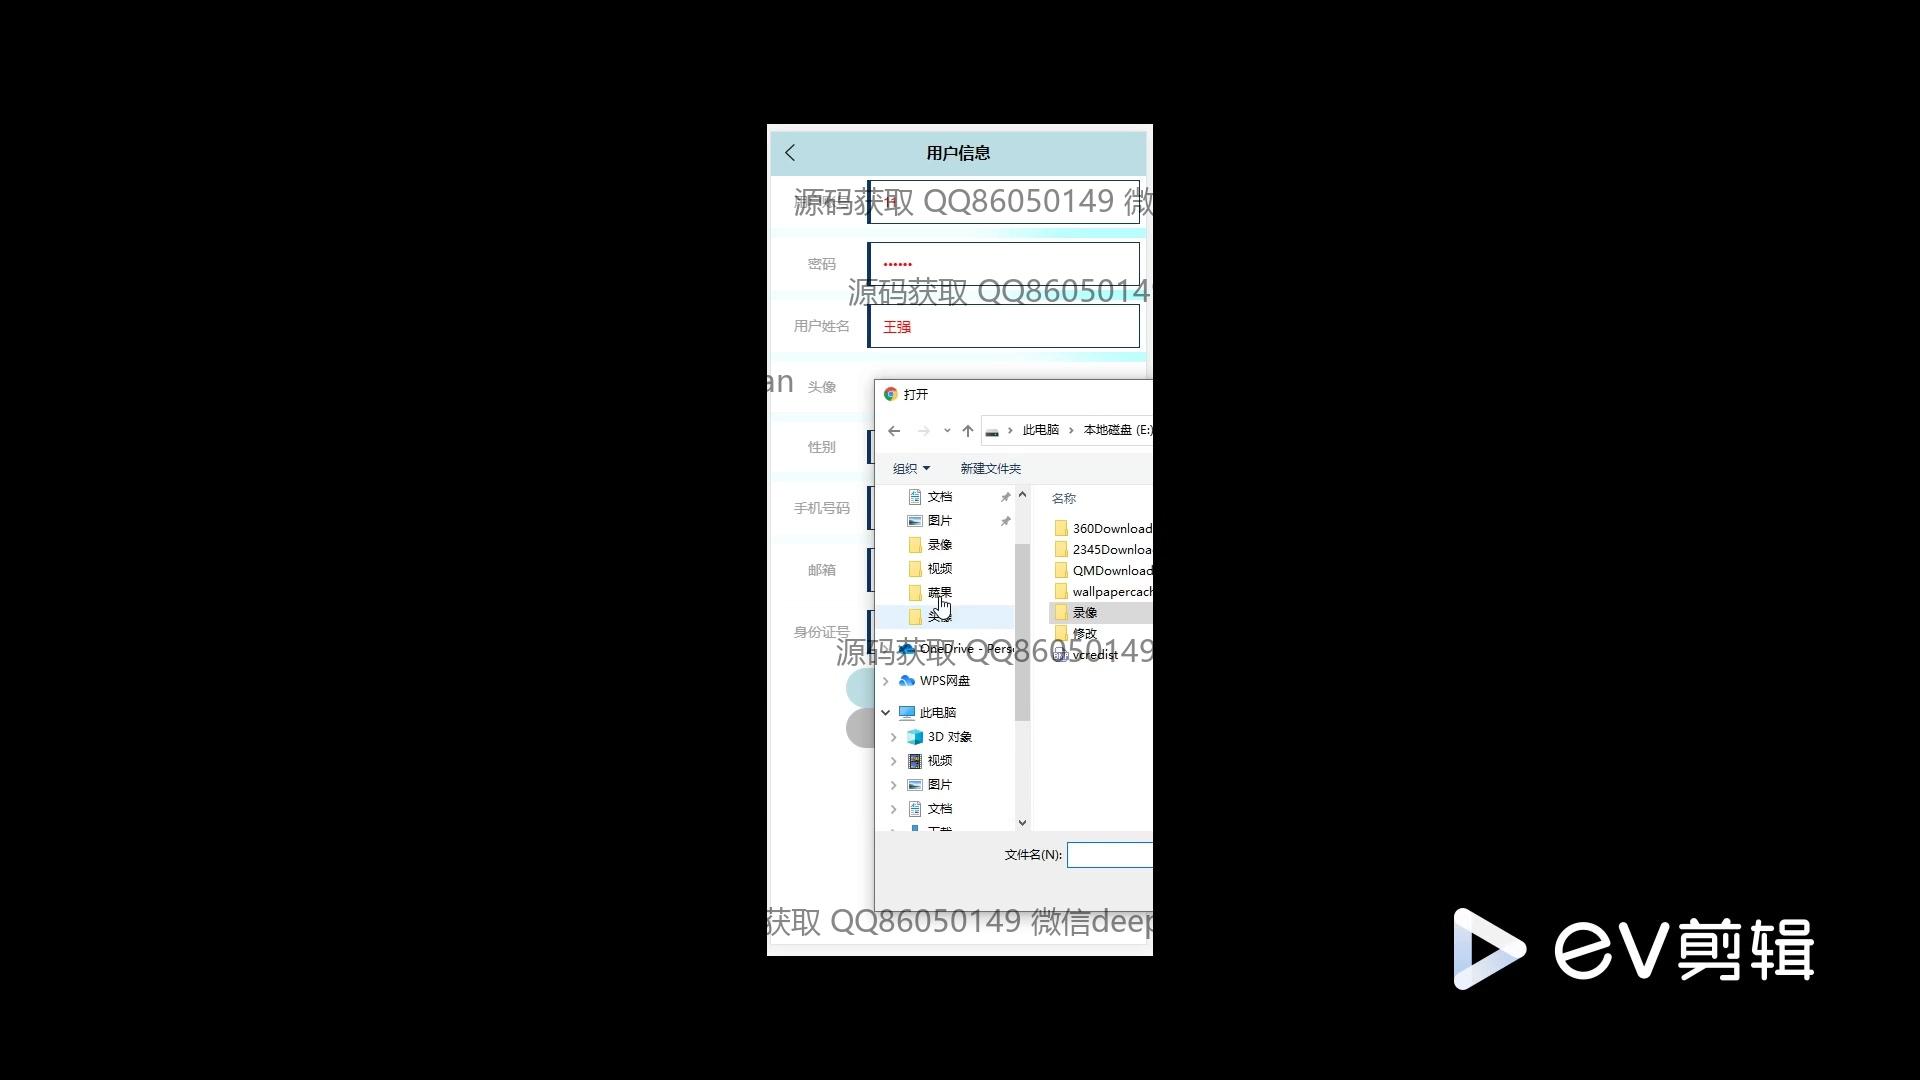 用户信息
源码获取 QQ86050149 微
密码
••••••
源码获取 QQ8605014
用户姓名
王强
an
头像
打开
此电脑 本地磁盘 (E:)
性别
组织
新建文件夹
文档
名称
手机号码
图片
360Download
录像
2345Downloa
视频
QMDownload
邮箱
蔬果
wallpapercach
头像
录像
身份证号
修改
源码获取 QQ86050149
OneDrive - Perso
vcredist
WPS网盘
此电脑
3D 对象
视频
图片
文档
下载
文件名(N):
获取 QQ86050149 微信deep
ev剪辑